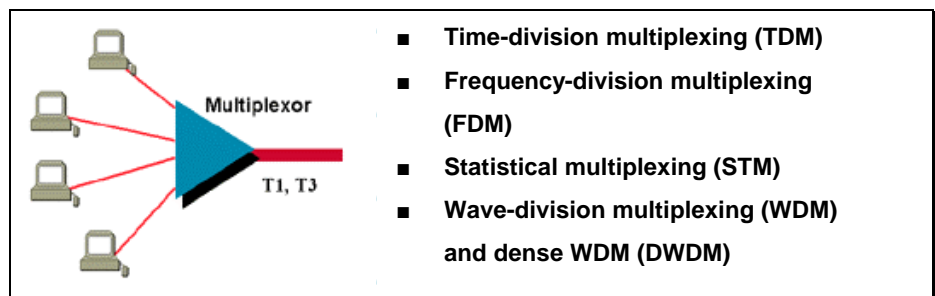 Multiplexor
T1, T3
■ Time-division multiplexing (TDM)
■ Frequency-division multiplexing
(FDM)
■ Statistical multiplexing (STM)
■ Wave-division multiplexing (WDM)
and dense WDM (DWDM)